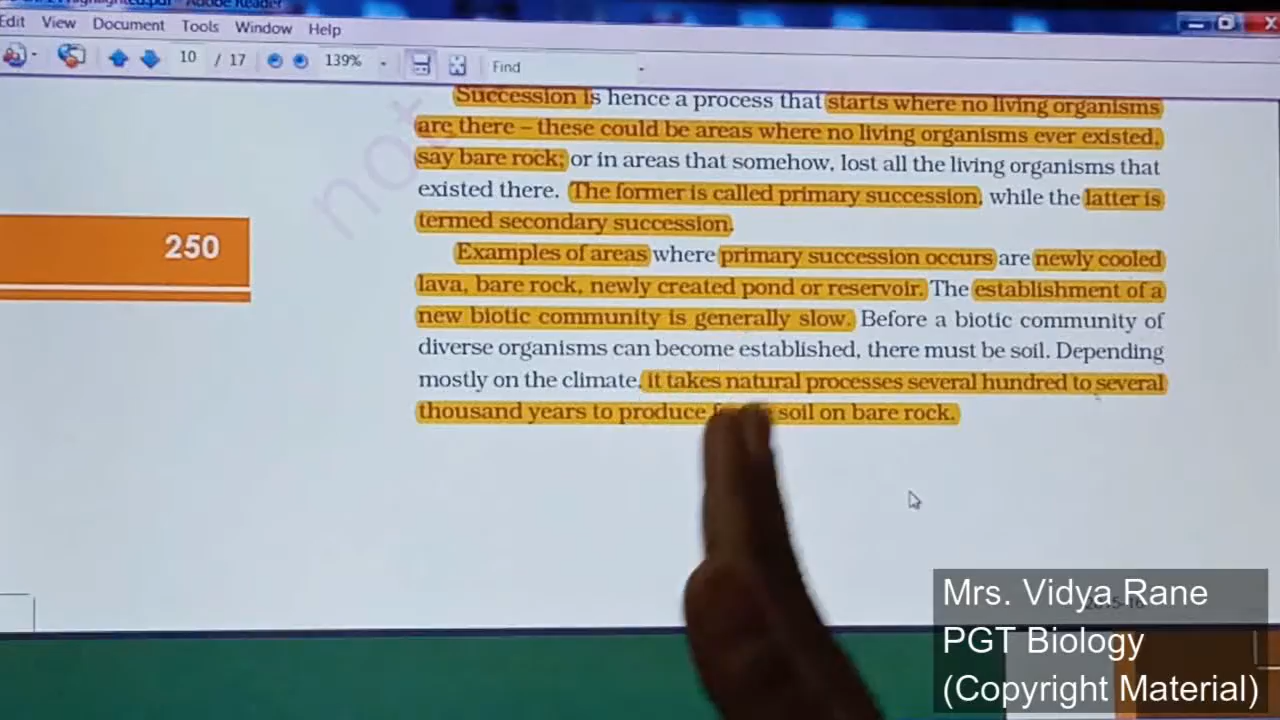 Edit View Document Tools Window Help
10 / 17 139% Find
Succession is hence a process that starts where no living organisms
are there – these could be areas where no living organisms ever existed,
say bare rock; or in areas that somehow, lost all the living organisms that
existed there. The former is called primary succession, while the latter is
termed secondary succession.
250
Examples of areas where primary succession occurs are newly cooled
lava, bare rock, newly created pond or reservoir. The establishment of a
new biotic community is generally slow. Before a biotic community of
diverse organisms can become established, there must be soil. Depending
mostly on the climate, it takes natural processes several hundred to several
thousand years to produce soil on bare rock.
not
Mrs. Vidya Rane
PGT Biology
(Copyright Material)